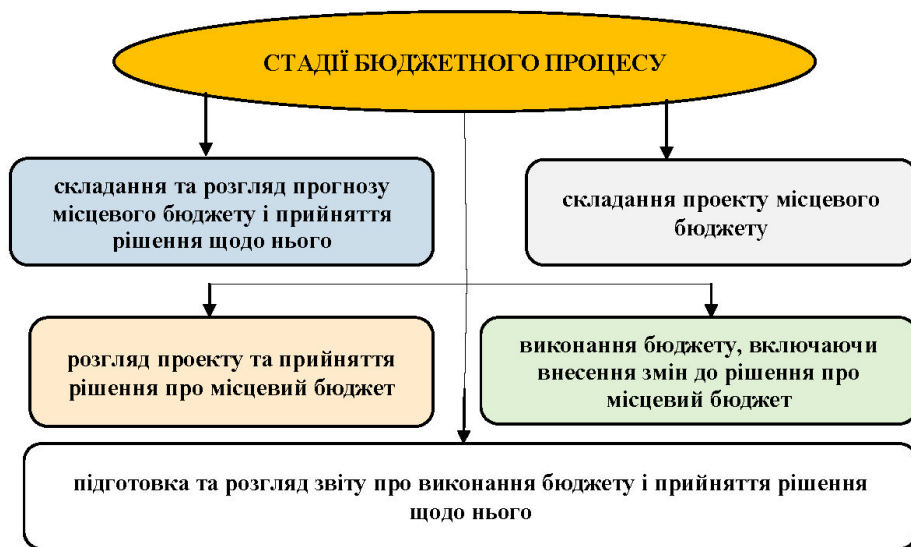 СТАДІЇ БЮДЖЕТНОГО ПРОЦЕСУ
складання та розгляд прогнозу
місцевого бюджету і прийняття
рішення щодо нього
складання проекту місцевого
бюджету
розгляд проекту та прийняття
рішення про місцевий бюджет
виконання бюджету, включаючи
внесення змін до рішення про
місцевий бюджет
підготовка та розгляд звіту про виконання бюджету і прийняття рішення
щодо нього